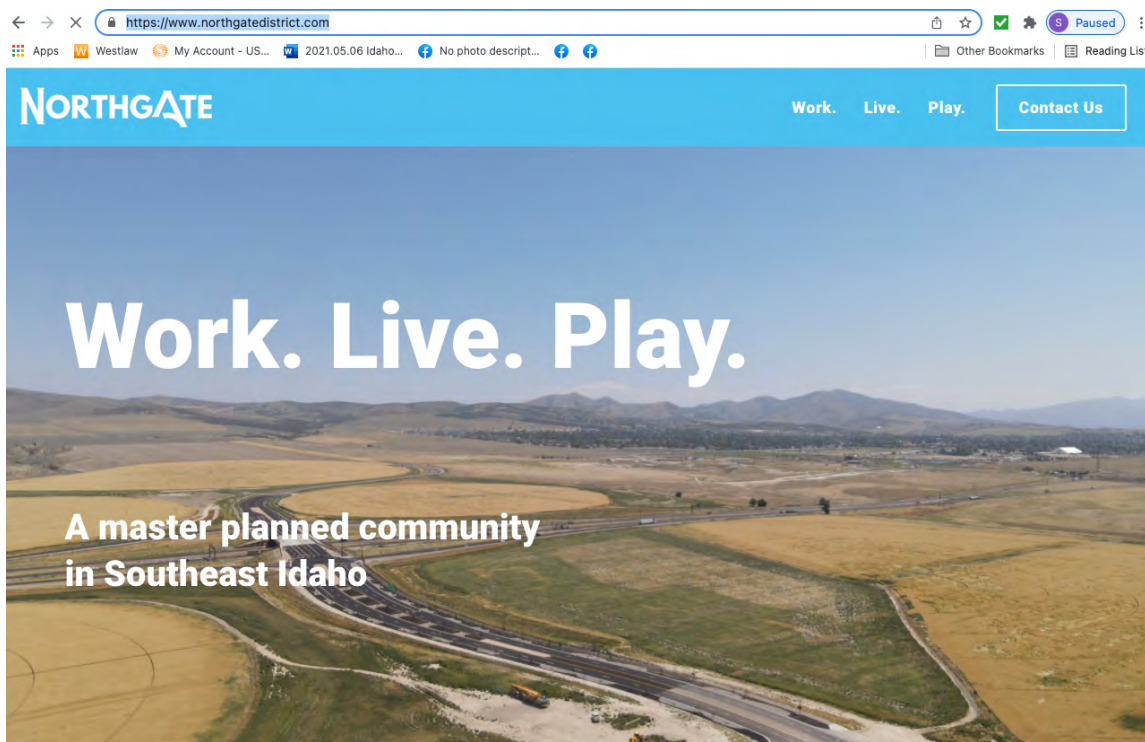 https://www.northgatedistrict.com
S Paused
Apps W Westlaw My Account - US... W 2021.05.06 Idaho... f No photo descript... f f Other Bookmarks Reading Lis
NORTHGATE Work. Live. Play. Contact Us
Work. Live. Play.
A master planned community
in Southeast Idaho